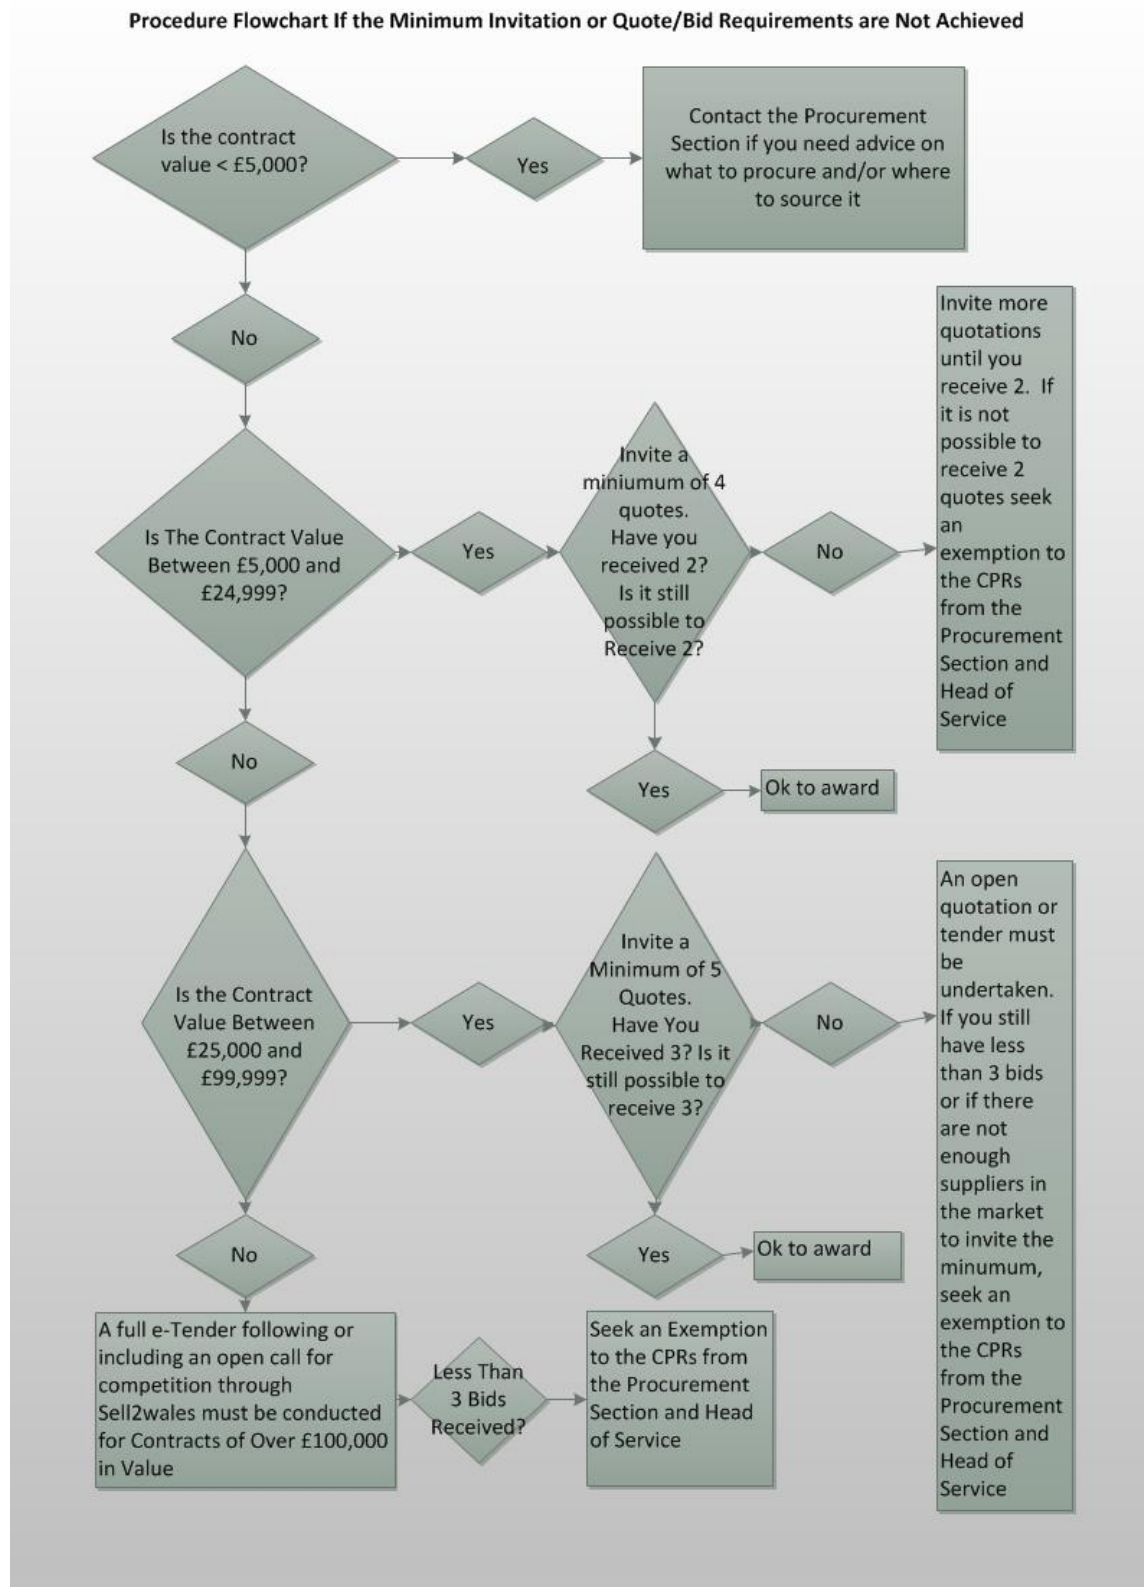 Procedure Flowchart If the Minimum Invitation or Quote/Bid Requirements are Not Achieved
Is the contract
value < £5,000?
Yes
Contact the Procurement
Section if you need advice on
what to procure and/or where
to source it
No
Is The Contract Value
Between £5,000 and
£24,999?
Yes
Invite a
miniumum of 4
quotes.
Have you
received 2?
Is it still
possible to
Receive 2?
No
Invite more
quotations
until you
receive 2.  If
it is not
possible to
receive 2
quotes seek
an
exemption to
the CPRs
from the
Procurement
Section and
Head of
Service
Yes
Ok to award
No
Is the Contract
Value Between
£25,000 and
£99,999?
Yes
Invite a
Minimum of 5
Quotes.
Have You
Received 3? Is it
still possible to
receive 3?
No
An open
quotation or
tender must
be
undertaken.
If you still
have less
than 3 bids
or if there
are not
enough
suppliers in
the market
to invite the
minumum,
seek an
exemption to
the CPRs
from the
Procurement
Section and
Head of
Service
Yes
Ok to award
No
A full e-Tender following or
including an open call for
competition through
Sell2wales must be conducted
for Contracts of Over £100,000
in Value
Less Than
3 Bids
Received?
Seek an Exemption
to the CPRs from
the Procurement
Section and Head
of Service